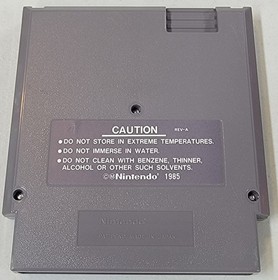 CAUTION REV-A
• DO NOT STORE IN EXTREME TEMPERATURES.
• DO NOT IMMERSE IN WATER.
• DO NOT CLEAN WITH BENZENE, THINNER,
ALCOHOL OR OTHER SUCH SOLVENTS.
©Ⓜ Nintendo 1985